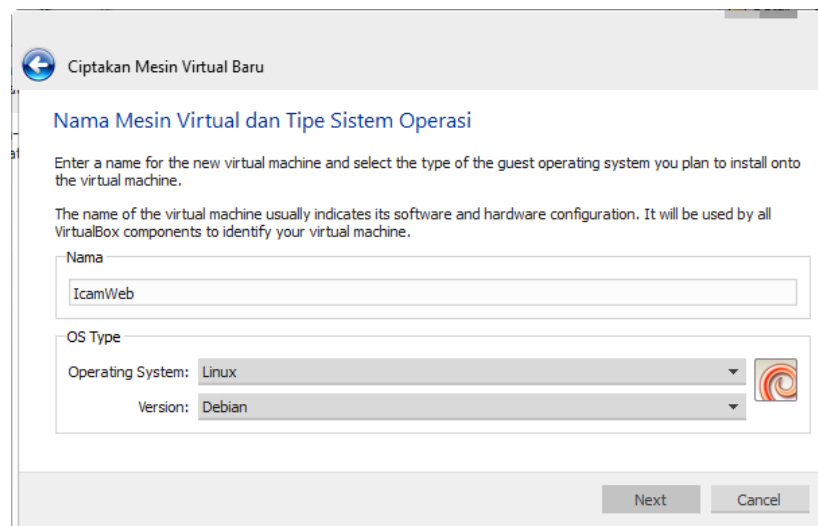 Ciptakan Mesin Virtual Baru
Nama Mesin Virtual dan Tipe Sistem Operasi
Enter a name for the new virtual machine and select the type of the guest operating system you plan to install onto
the virtual machine.
The name of the virtual machine usually indicates its software and hardware configuration. It will be used by all
VirtualBox components to identify your virtual machine.
Nama
IcamWeb
OS Type
Operating System: Linux
Version: Debian
Next Cancel